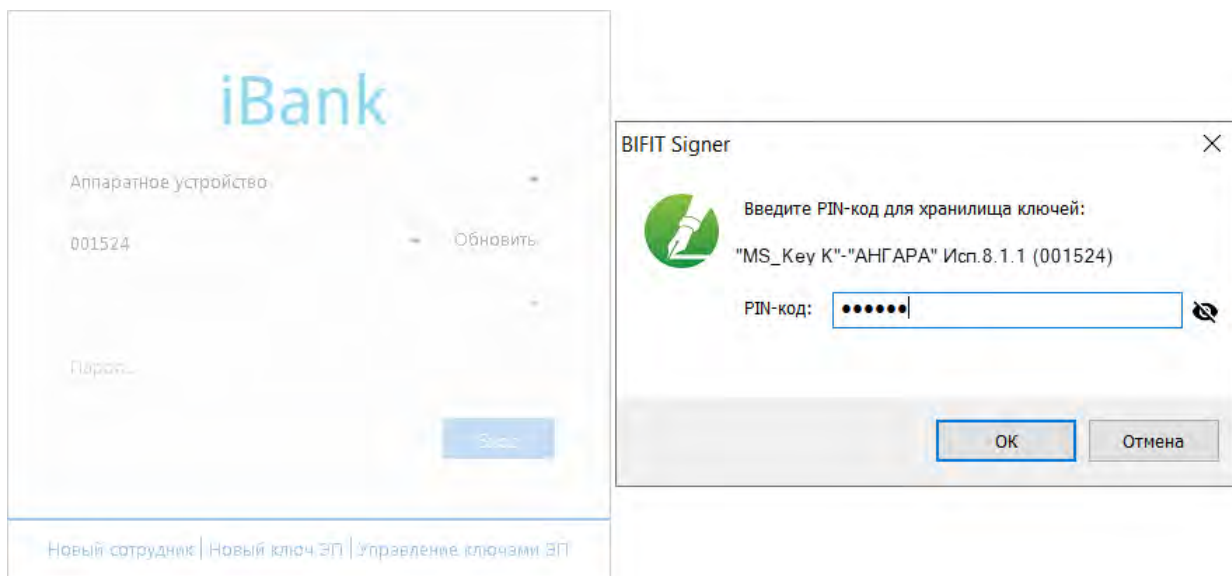 iBank
Аппаратное устройство
001524
Обновить
Пароль
Вход
Новый сотрудник | Новый ключ ЭП | Управление ключами ЭП
BIFIT Signer
Введите PIN-код для хранилища ключей:
"MS_Key K"-"АНГАРА" Исп.8.1.1 (001524)
PIN-код: ••••••
ОК
Отмена